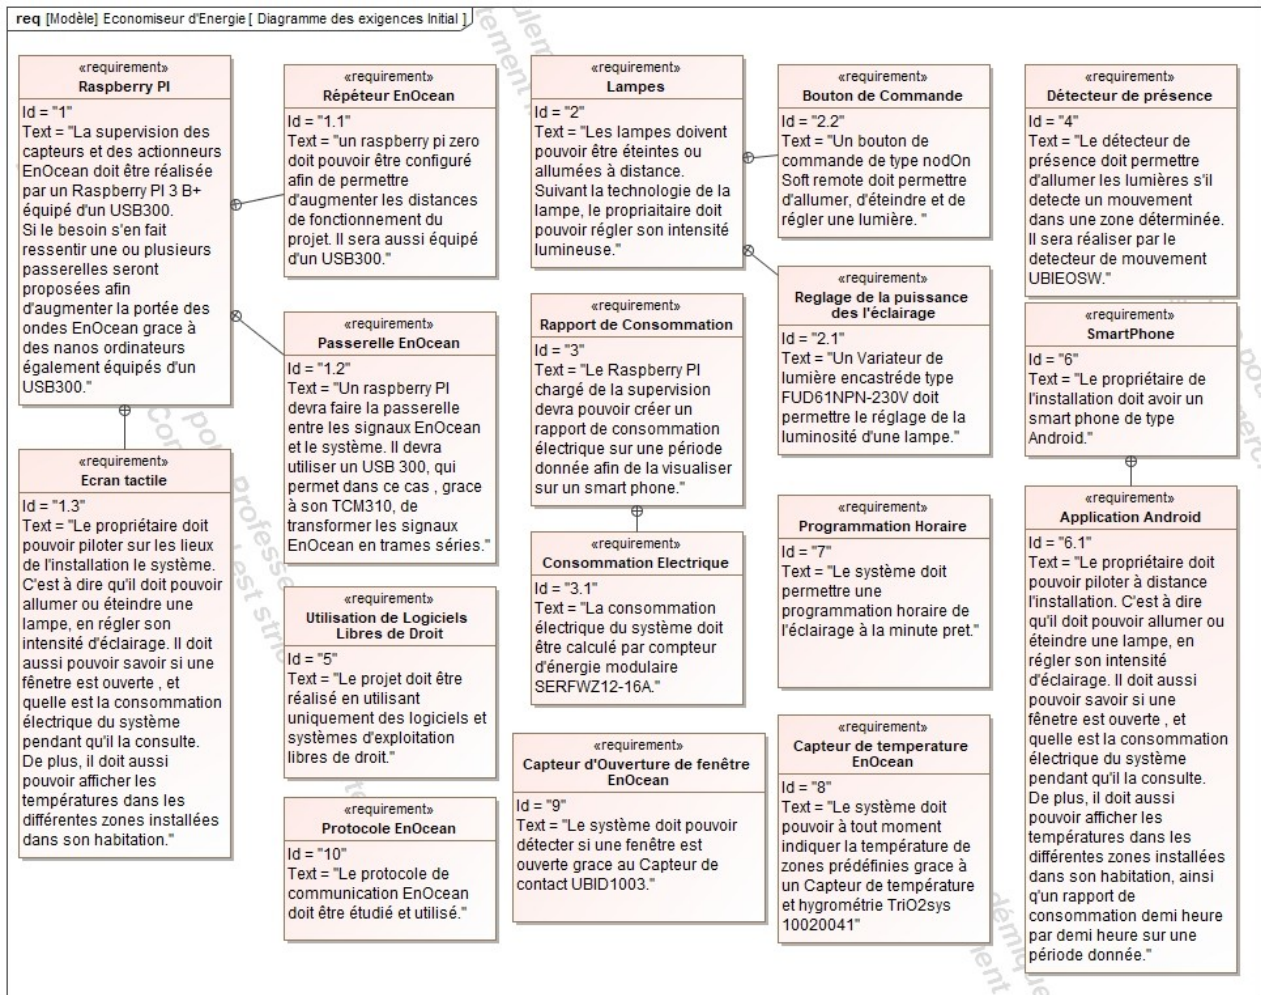 req [Modèle] Economiseur d'Energie [ Diagramme des exigences Initial ]
«requirement»
Raspberry PI
Id = "1"
Text = "La supervision des
capteurs et des actionneurs
EnOcean doit être réalisée
par un Raspberry PI 3 B+
équipé d'un USB300.
Si le besoin s'en fait
ressentir une ou plusieurs
passerelles seront
proposées afin
d'augmenter la portée des
ondes EnOcean grace à
des nanos ordinateurs
également équipés d'un
USB300."
«requirement»
Ecran tactile
Id = "1.3"
Text = "Le propriétaire doit
pouvoir piloter sur les lieux
de l'installation le système.
C'est à dire qu'il doit pouvoir
allumer ou éteindre une
lampe, en régler son
intensité d'éclairage. Il doit
aussi pouvoir savoir si une
fênetre est ouverte , et
quelle est la consommation
électrique du système
pendant qu'il la consulte.
De plus, il doit aussi
pouvoir afficher les
températures dans les
différentes zones installées
dans son habitation."
«requirement»
Répéteur EnOcean
Id = "1.1"
Text = "un raspberry pi zero
doit pouvoir être configuré
afin de permettre
d'augmenter les distances
de fonctionnement du
projet. Il sera aussi équipé
d'un USB300."
«requirement»
Passerelle EnOcean
Id = "1.2"
Text = "Un raspberry PI
devra faire la passerelle
entre les signaux EnOcean
et le système. Il devra
utiliser un USB 300, qui
permet dans ce cas , grace
à son TCM310, de
transformer les signaux
EnOcean en trames séries."
«requirement»
Utilisation de Logiciels
Libres de Droit
Id = "5"
Text = "Le projet doit être
réalisé en utilisant
uniquement des logiciels et
systèmes d'exploitation
libres de droit."
«requirement»
Protocole EnOcean
Id = "10"
Text = "Le protocole de
communication EnOcean
doit être étudié et utilisé."
«requirement»
Lampes
Id = "2"
Text = "Les lampes doivent
pouvoir être éteintes ou
allumées à distance.
Suivant la technologie de la
lampe, le propriaitaire doit
pouvoir régler son intensité
lumineuse."
«requirement»
Rapport de Consommation
Id = "3"
Text = "Le Raspberry PI
chargé de la supervision
devra pouvoir créer un
rapport de consommation
électrique sur une période
donnée afin de la visualiser
sur un smart phone."
«requirement»
Consommation Electrique
Id = "3.1"
Text = "La consommation
électrique du système doit
être calculé par compteur
d'énergie modulaire
SERFWZ12-16A."
«requirement»
Capteur d'Ouverture de fenêtre
EnOcean
Id = "9"
Text = "Le système doit pouvoir
détecter si une fenêtre est
ouverte grace au Capteur de
contact UBID1003."
«requirement»
Bouton de Commande
Id = "2.2"
Text = "Un bouton de
commande de type nodOn
Soft remote doit permettre
d'allumer, d'éteindre et de
régler une lumière. "
«requirement»
Reglage de la puissance
des l'éclairage
Id = "2.1"
Text = "Un Variateur de
lumière encastréde type
FUD61NPN-230V doit
permettre le réglage de la
luminosité d'une lampe."
«requirement»
Programmation Horaire
Id = "7"
Text = "Le système doit
permettre une
programmation horaire de
l'éclairage à la minute pret."
«requirement»
Capteur de temperature
EnOcean
Id = "8"
Text = "Le système doit
pouvoir à tout moment
indiquer la température de
zones prédéfinies grace à
un Capteur de température
et hygrométrie TriO2sys
10020041"
«requirement»
Détecteur de présence
Id = "4"
Text = "Le détecteur de
présence doit permettre
d'allumer les lumières s'il
detecte un mouvement
dans une zone déterminée.
Il sera réaliser par le
detecteur de mouvement
UBIEOSW."
«requirement»
SmartPhone
Id = "6"
Text = "Le propriétaire de
l'installation doit avoir un
smart phone de type
Android."
«requirement»
Application Android
Id = "6.1"
Text = "Le propriétaire doit
pouvoir piloter à distance
l'installation. C'est à dire
qu'il doit pouvoir allumer ou
éteindre une lampe, en
régler son intensité
d'éclairage. Il doit aussi
pouvoir savoir si une
fênetre est ouverte , et
quelle est la consommation
électrique du système
pendant qu'il la consulte.
De plus, il doit aussi
pouvoir afficher les
températures dans les
différentes zones installées
dans son habitation, ainsi
q'un rapport de
consommation demi heure
par demi heure sur une
période donnée."